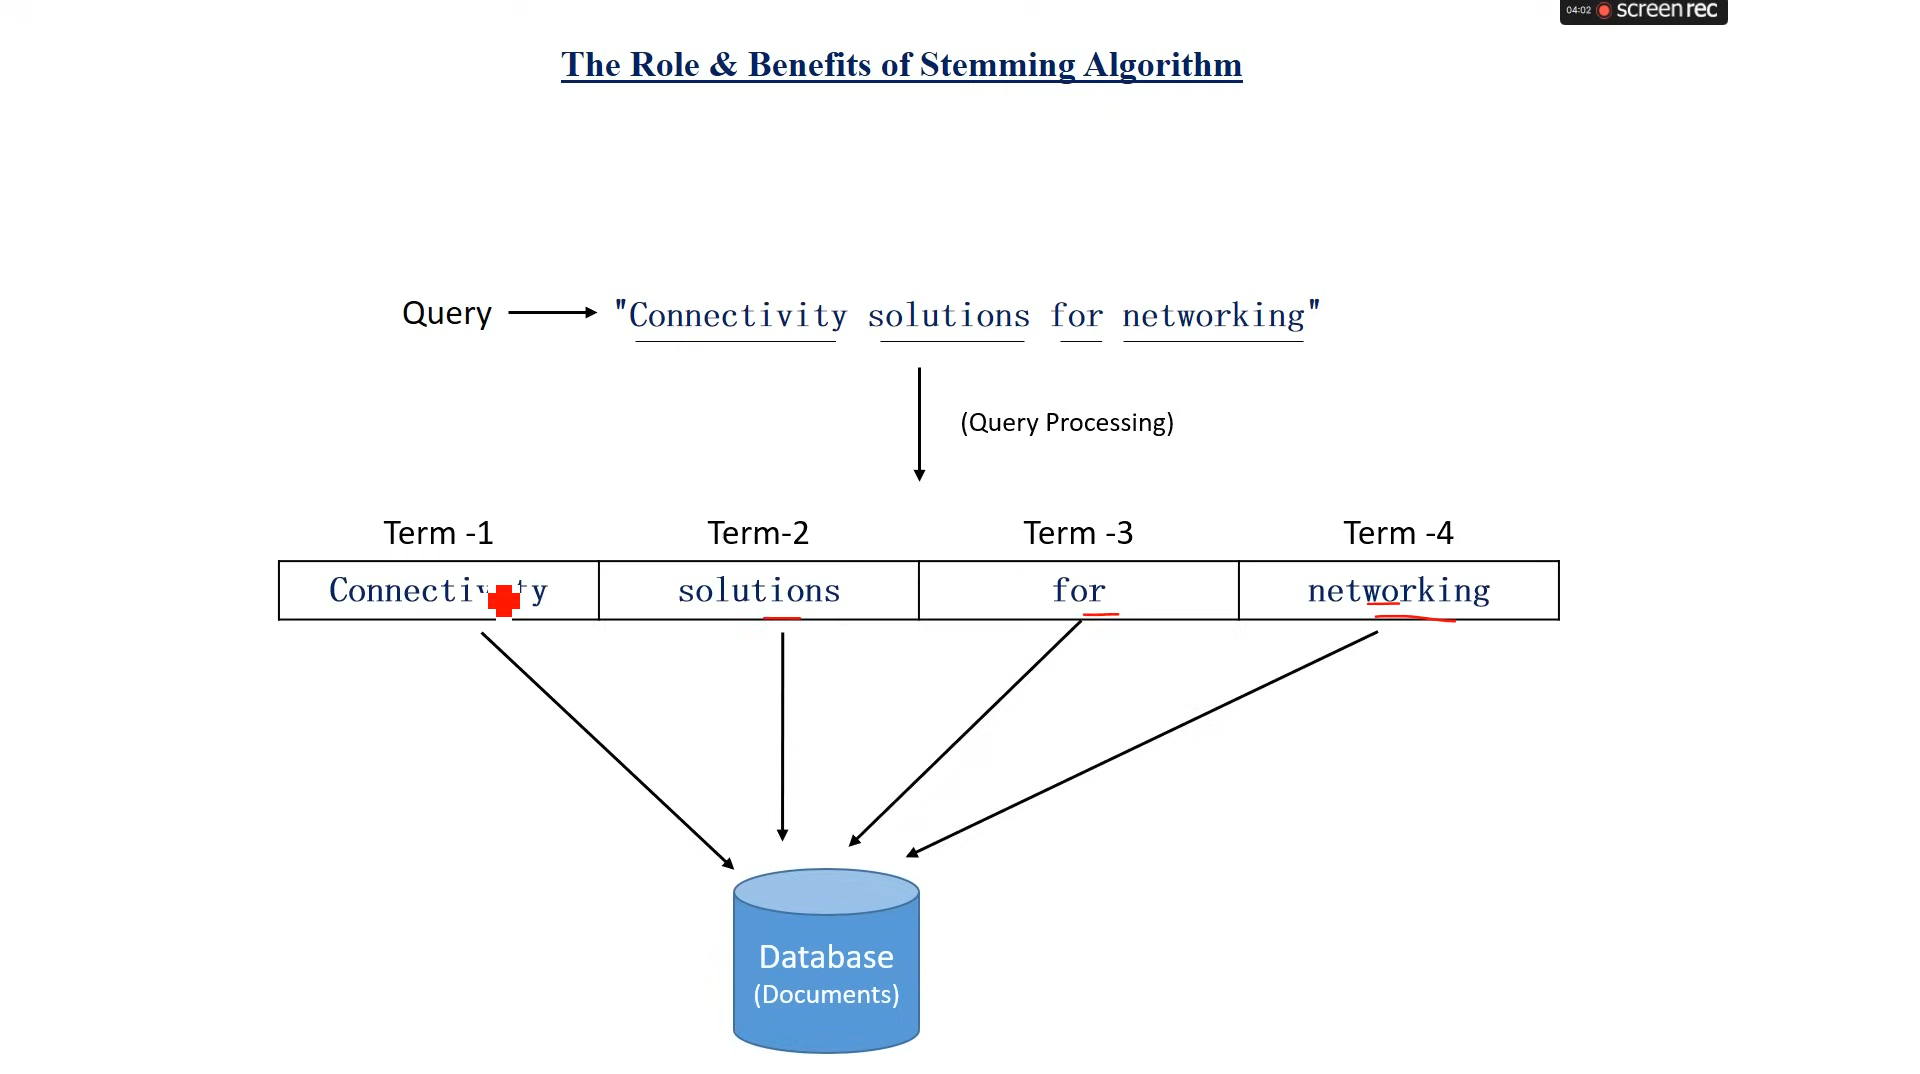 04:02 screenrec
The Role & Benefits of Stemming Algorithm
Query "Connectivity solutions for networking"
(Query Processing)
Term -1 Term-2 Term -3 Term -4
Connectivity solutions for networking
Database
(Documents)